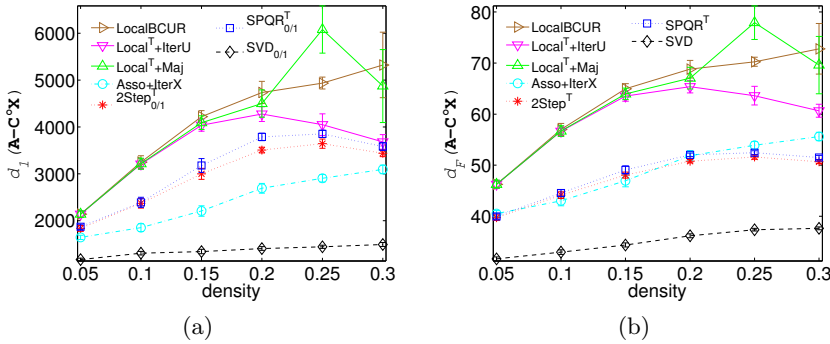 d₁ (A−C°X)
6000
5000
4000
3000
2000
LocalBCUR
Localᵀ+IterU
Localᵀ+Maj
Asso+IterX
2Stepᵀ₀/₁
SPQRᵀ₀/₁
SVD₀/₁
0.05 0.1 0.15 0.2 0.25 0.3
density
(a)
d_F (A−C°X)
80
70
60
50
40
LocalBCUR
Localᵀ+IterU
Localᵀ+Maj
Asso+IterX
2Stepᵀ
SPQRᵀ
SVD
0.05 0.1 0.15 0.2 0.25 0.3
density
(b)